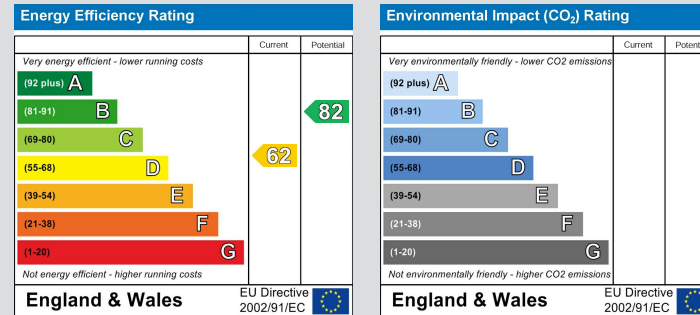 Energy Efficiency Rating
Current Potential
Very energy efficient - lower running costs
(92 plus) A
(81-91) B
82
(69-80) C
(55-68) D
62
(39-54) E
(21-38) F
(1-20) G
Not energy efficient - higher running costs
England & Wales
EU Directive
2002/91/EC
Environmental Impact (CO₂) Rating
Current Potent
Very environmentally friendly - lower CO2 emissions
(92 plus) A
(81-91) B
(69-80) C
(55-68) D
(39-54) E
(21-38) F
(1-20) G
Not environmentally friendly - higher CO2 emissions
England & Wales
EU Directive
2002/91/EC